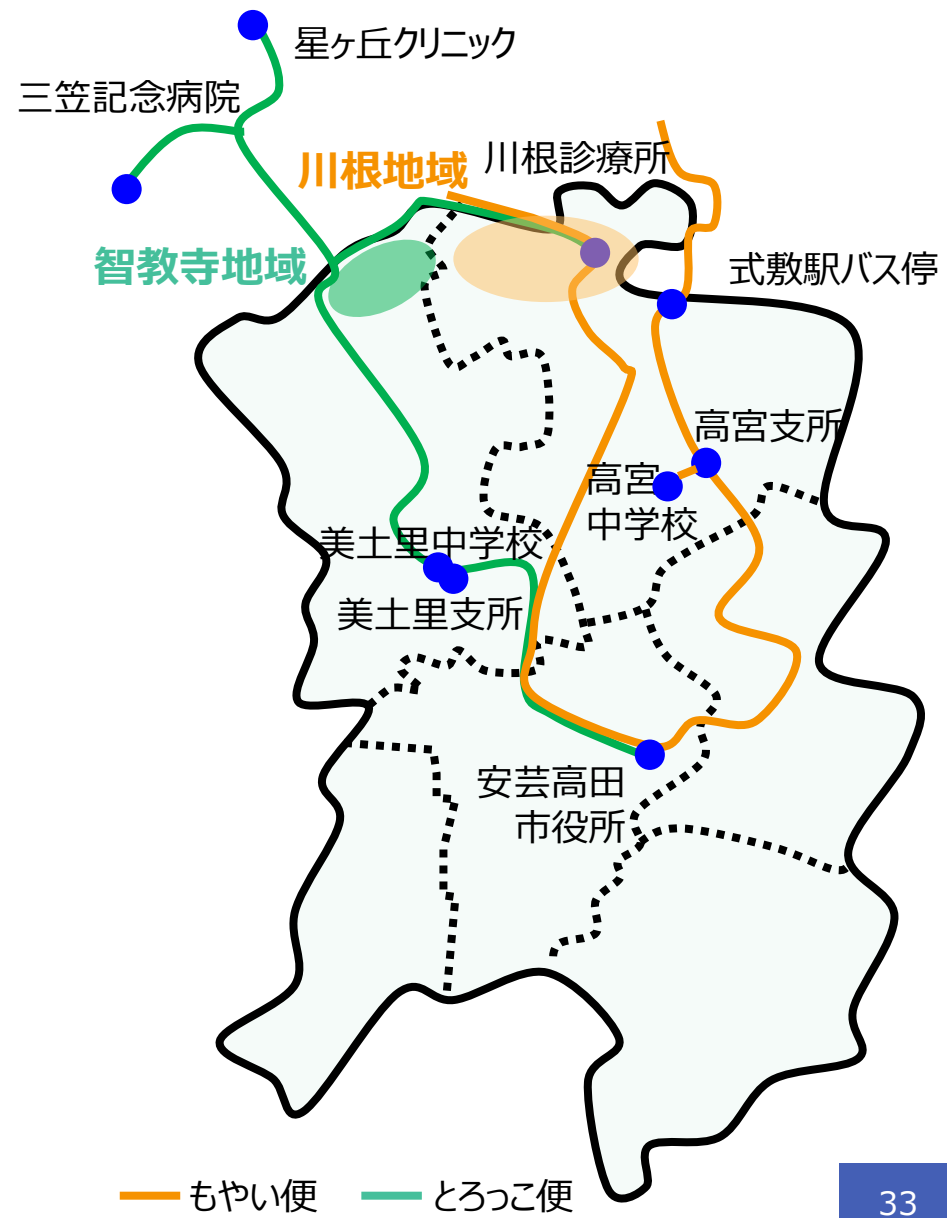 星ヶ丘クリニック
三笠記念病院
川根地域
川根診療所
智教寺地域
式敷駅バス停
高宮支所
高宮
中学校
美土里中学校
美土里支所
安芸高田
市役所
もやい便
とろっこ便
33